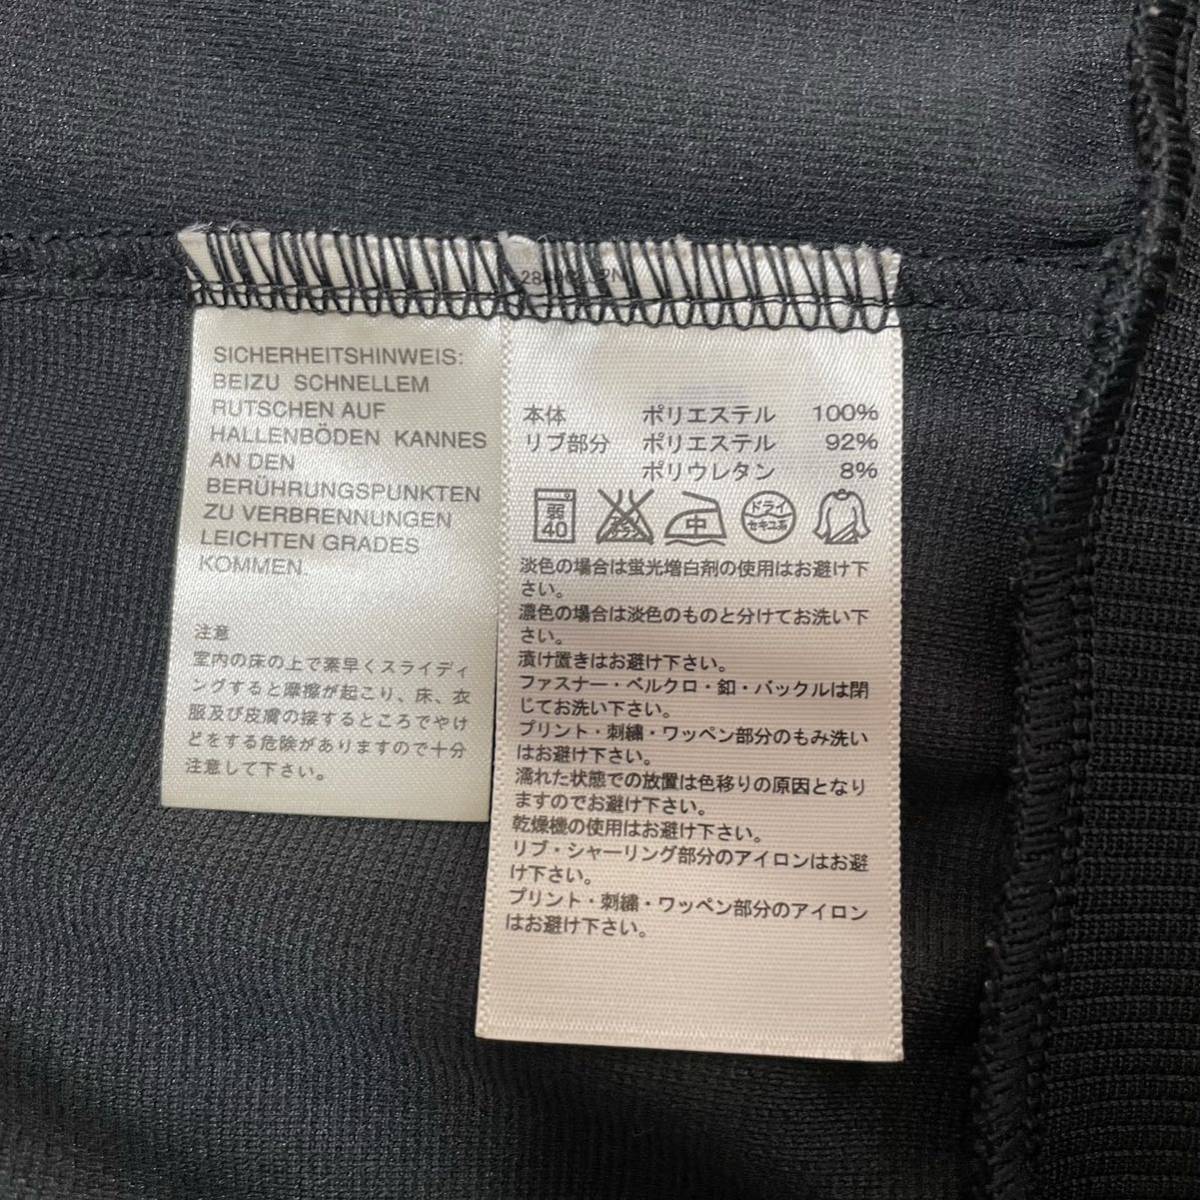 SICHERHEITSHINWEIS:
BEIZU SCHNELLEM
RUTSCHEN AUF
HALLENBÖDEN KANNES
AN DEN
BERÜHRUNGSPUNKTEN
ZU VERBRENNUNGEN
LEICHTEN GRADES
KOMMEN.
注意
室内の床の上で素早くスライディ
ングすると摩擦が起こり、床、衣
服及び皮膚の接するところでやけ
どをする危険がありますので十分
注意して下さい。
本体 ポリエステル 100%
リブ部分 ポリエステル 92%
ポリウレタン 8%
弱 40 中 ドライ セキユ系
淡色の場合は蛍光増白剤の使用はお避け下
さい。
濃色の場合は淡色のものと分けてお洗い下
さい。
漬け置きはお避け下さい。
ファスナー・ベルクロ・釦・バックルは閉
じてお洗い下さい。
プリント・刺繍・ワッペン部分のもみ洗い
はお避け下さい。
濡れた状態での放置は色移りの原因となり
ますのでお避け下さい。
乾燥機の使用はお避け下さい。
リブ・シャーリング部分のアイロンはお避
け下さい。
プリント・刺繍・ワッペン部分のアイロン
はお避け下さい。